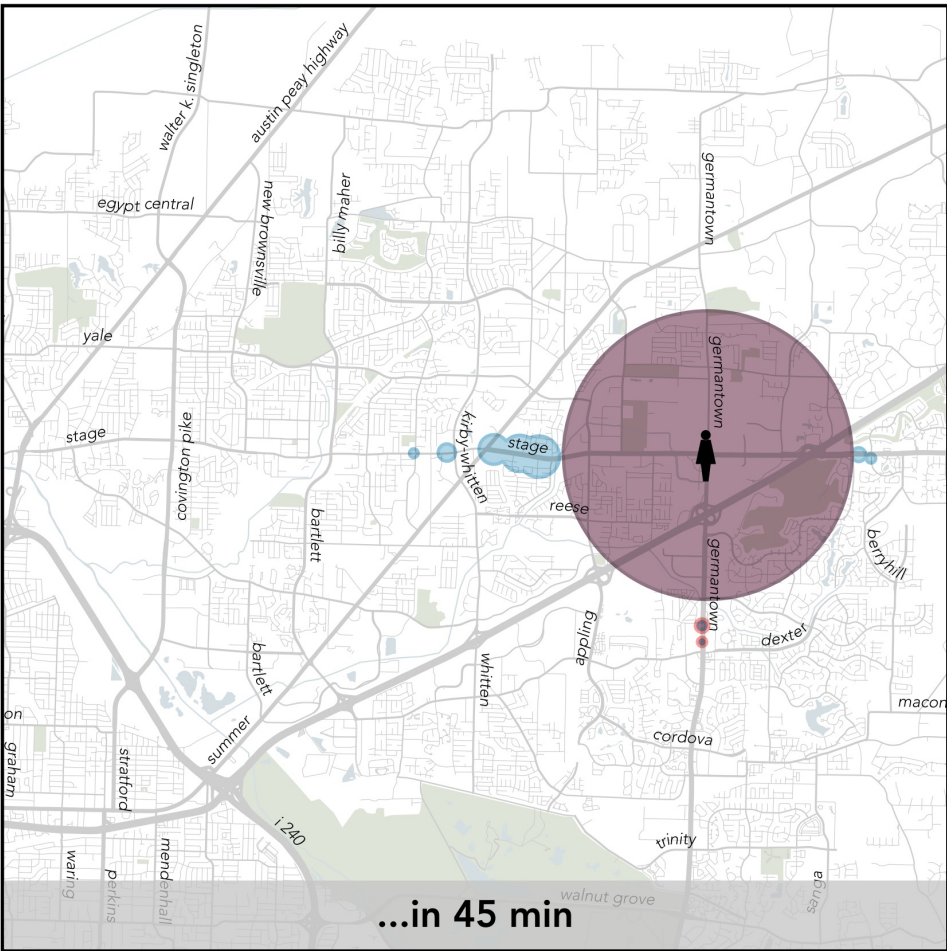 walter k. singleton
austin peay highway
germantown
new brownsville
billy maher
egypt central
yale
germantown
stage
covington pike
kirby-whitten
stage
reese
bartlett
germantown
berryhill
appling
dexter
bartlett
whitten
macon
on
summer
cordova
graham
stratford
i 240
trinity
waring
perkins
mendenhall
walnut grove
sanga
...in 45 min